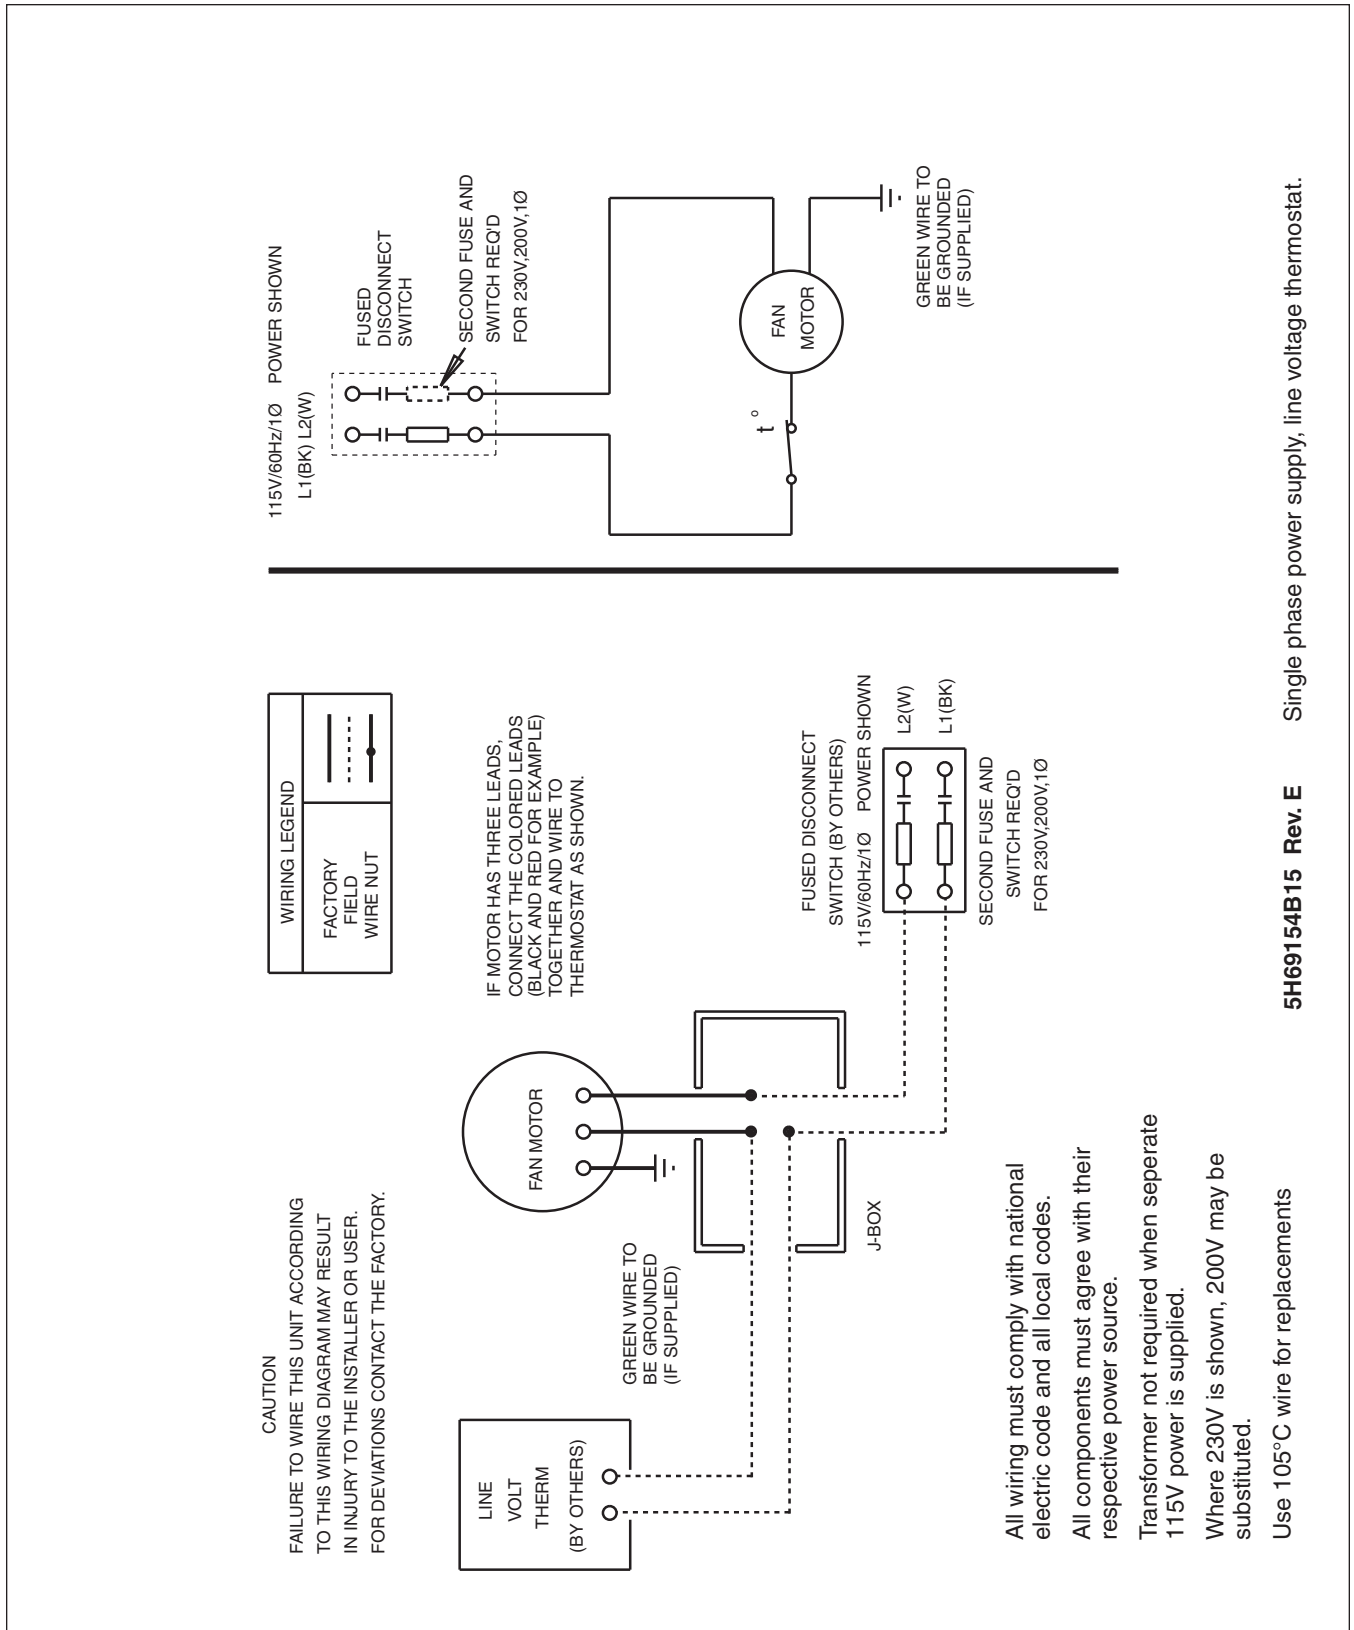 CAUTION
FAILURE TO WIRE THIS UNIT ACCORDING
TO THIS WIRING DIAGRAM MAY RESULT
IN INJURY TO THE INSTALLER OR USER.
FOR DEVIATIONS CONTACT THE FACTORY.
WIRING LEGEND
FACTORY
FIELD
WIRE NUT
LINE
VOLT
THERM
(BY OTHERS)
GREEN WIRE TO
BE GROUNDED
(IF SUPPLIED)
FAN MOTOR
IF MOTOR HAS THREE LEADS,
CONNECT THE COLORED LEADS
(BLACK AND RED FOR EXAMPLE)
TOGETHER AND WIRE TO
THERMOSTAT AS SHOWN.
J-BOX
FUSED DISCONNECT
SWITCH (BY OTHERS)
115V/60Hz/1Ø POWER SHOWN
L2(W)
L1(BK)
SECOND FUSE AND
SWITCH REQ'D
FOR 230V,200V,1Ø
115V/60Hz/1Ø POWER SHOWN
L1(BK) L2(W)
FUSED
DISCONNECT
SWITCH
SECOND FUSE AND
SWITCH REQ'D
FOR 230V,200V,1Ø
t°
FAN
MOTOR
GREEN WIRE TO
BE GROUNDED
(IF SUPPLIED)
All wiring must comply with national
electric code and all local codes.
All components must agree with their
respective power source.
Transformer not required when seperate
115V power is supplied.
Where 230V is shown, 200V may be
substituted.
Use 105°C wire for replacements
5H69154B15 Rev. E Single phase power supply, line voltage thermostat.